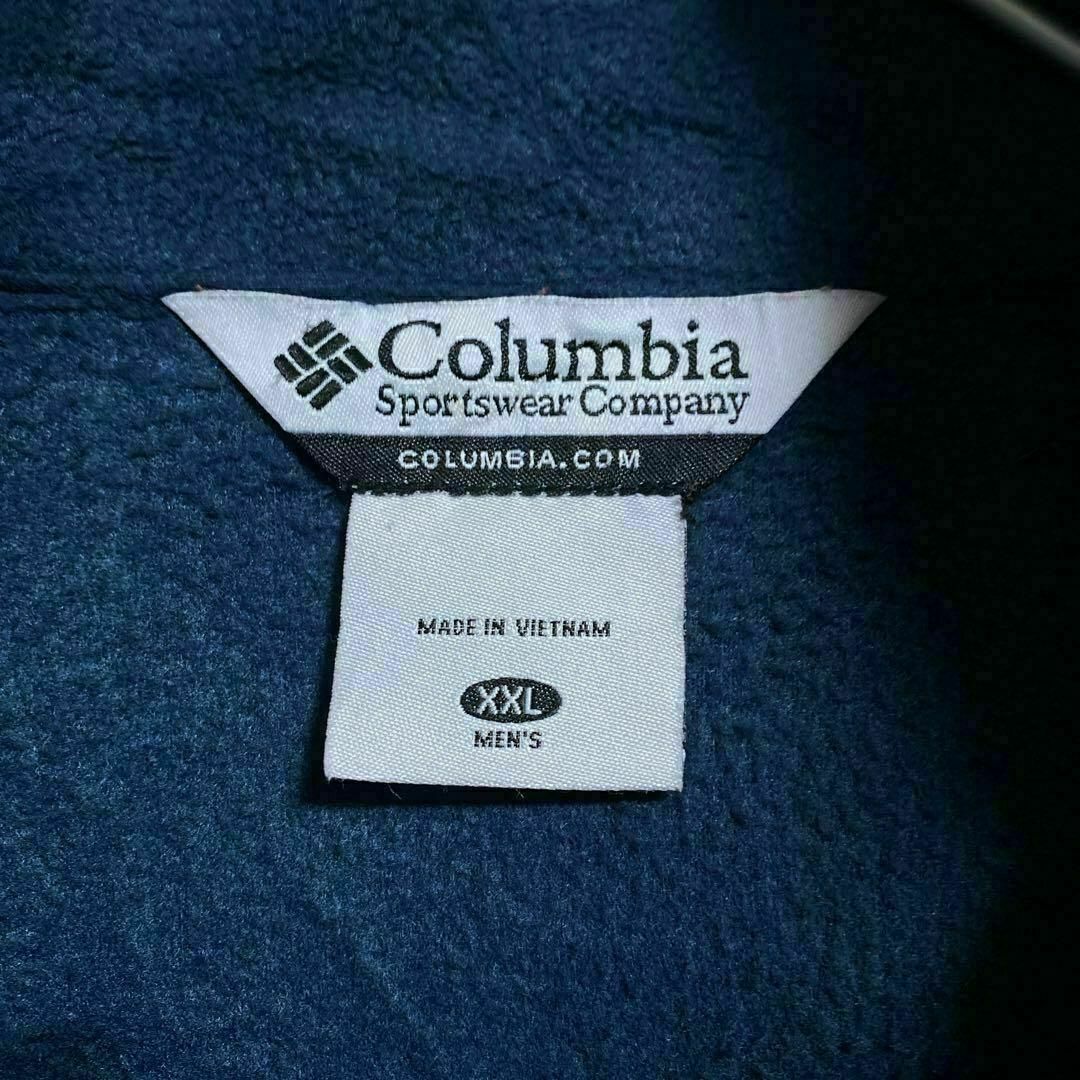 Columbia
Sportswear Company
COLUMBIA.COM
MADE IN VIETNAM
XXL
MEN'S